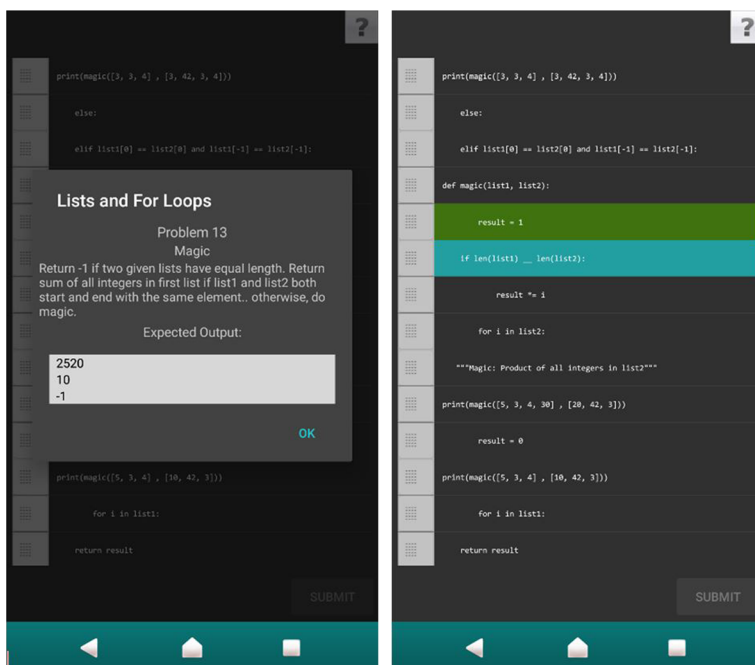 ?
print(magic([3, 3, 4] , [3, 42, 3, 4]))
else:
elif list1[0] == list2[0] and list1[-1] == list2[-1]:
Lists and For Loops
Problem 13
Magic
Return -1 if two given lists have equal length. Return
sum of all integers in first list if list1 and list2 both
start and end with the same element.. otherwise, do
magic.
Expected Output:
2520
10
-1
OK
print(magic([5, 3, 4] , [10, 42, 3]))
for i in list1:
return result
SUBMIT
?
print(magic([3, 3, 4] , [3, 42, 3, 4]))
else:
elif list1[0] == list2[0] and list1[-1] == list2[-1]:
def magic(list1, list2):
result = 1
if len(list1) __ len(list2):
result *= i
for i in list2:
"""Magic: Product of all integers in list2"""
print(magic([5, 3, 4, 30] , [20, 42, 3]))
result = 0
print(magic([5, 3, 4] , [10, 42, 3]))
for i in list1:
return result
SUBMIT